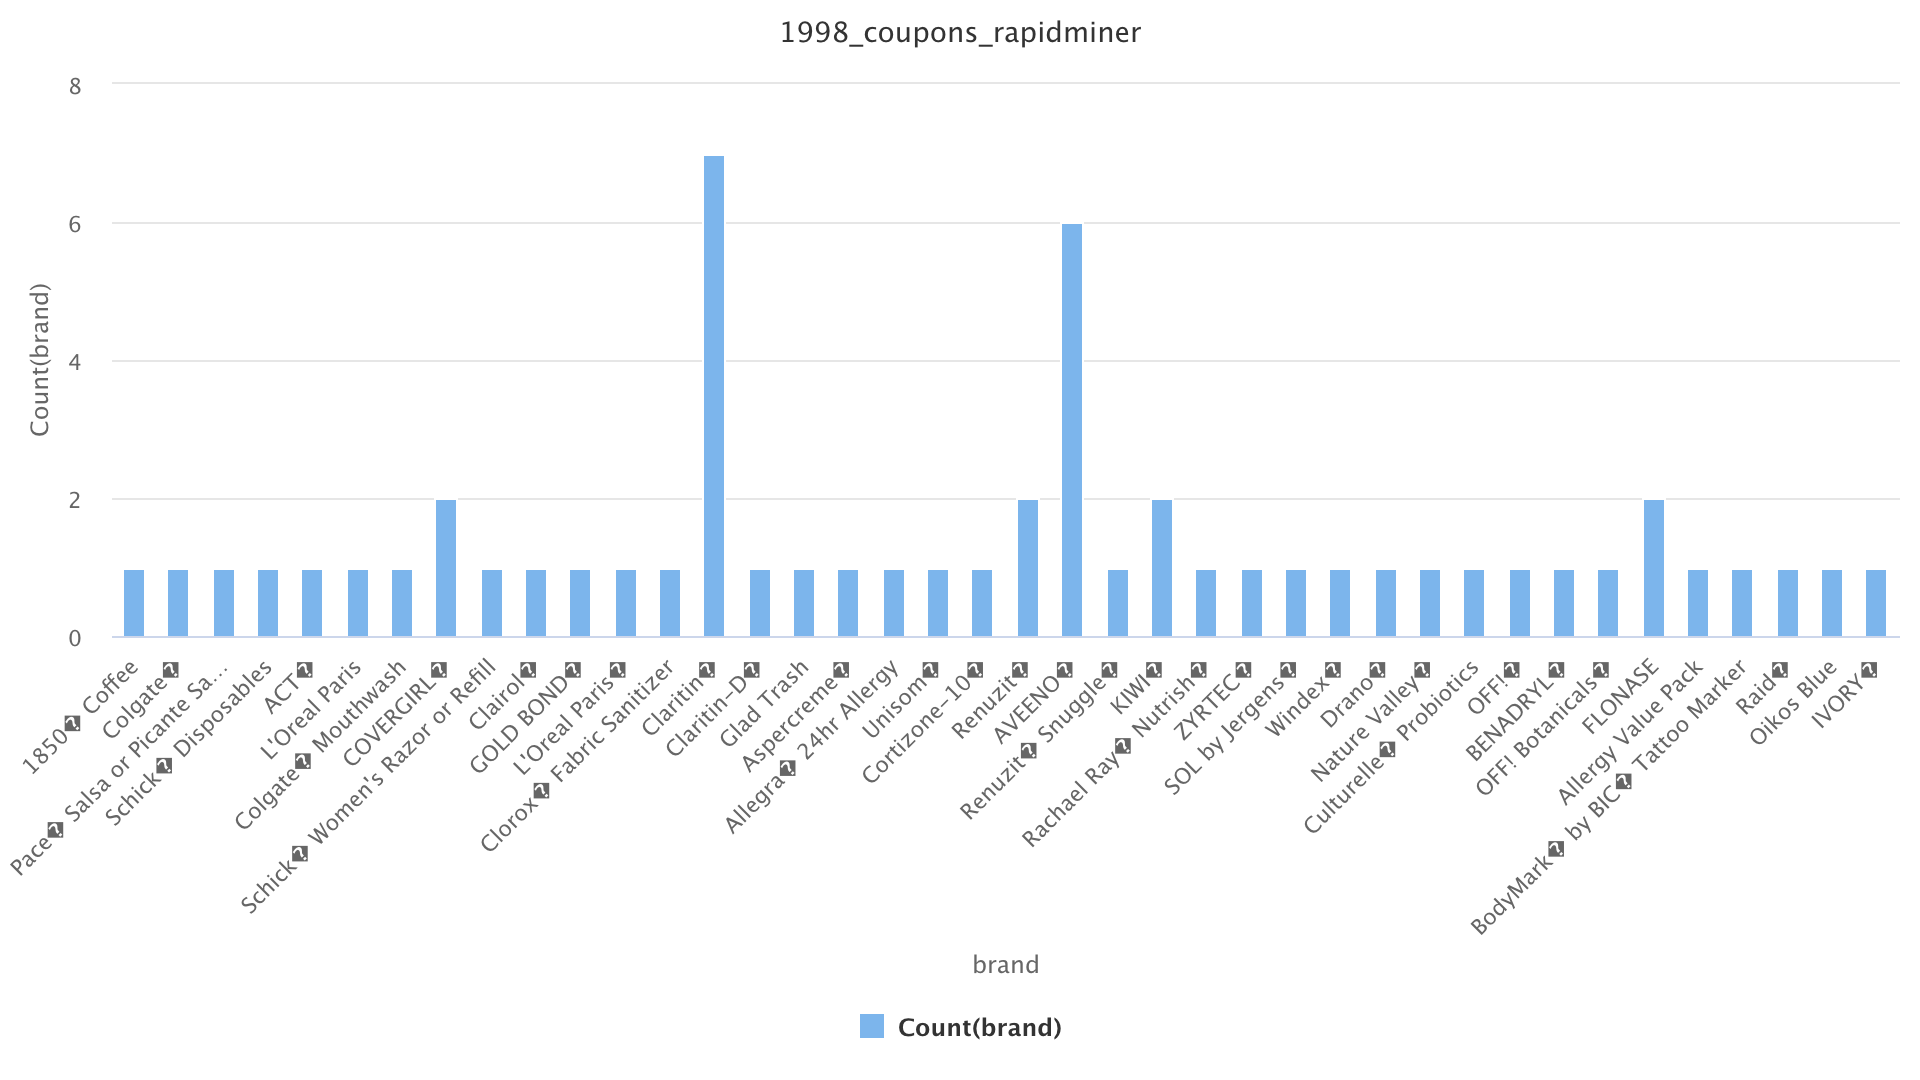 1998_coupons_rapidminer
8
6
4
2
0
Count(brand)
1850� Coffee
Colgate�
Pace� Salsa or Picante Sa...
Schick� Disposables
ACT�
L'Oreal Paris
Colgate� Mouthwash
COVERGIRL�
Schick� Women's Razor or Refill
Clairol�
GOLD BOND�
L'Oreal Paris�
Clorox� Fabric Sanitizer
Claritin�
Claritin-D�
Glad Trash
Aspercreme�
Allegra� 24hr Allergy
Unisom�
Cortizone-10�
Renuzit�
AVEENO�
Renuzit� Snuggle�
KIWI�
Rachael Ray� Nutrish�
ZYRTEC�
SOL by Jergens�
Windex�
Drano�
Nature Valley�
Culturelle� Probiotics
OFF!�
BENADRYL�
OFF! Botanicals�
FLONASE
Allergy Value Pack
BodyMark� by BIC� Tattoo Marker
Raid�
Oikos Blue
IVORY�
brand
Count(brand)